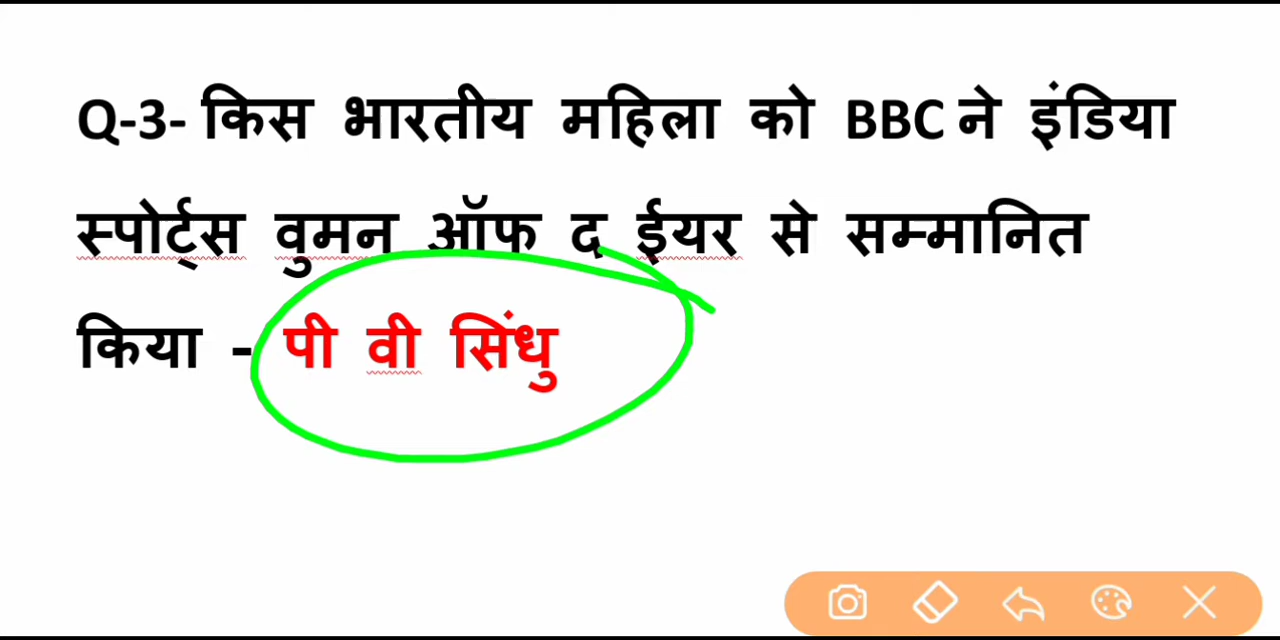 Q-3- किस भारतीय महिला को BBC ने इंडिया
स्पोर्ट्स वुमन ऑफ द ईयर से सम्मानित
किया - पी वी सिंधु